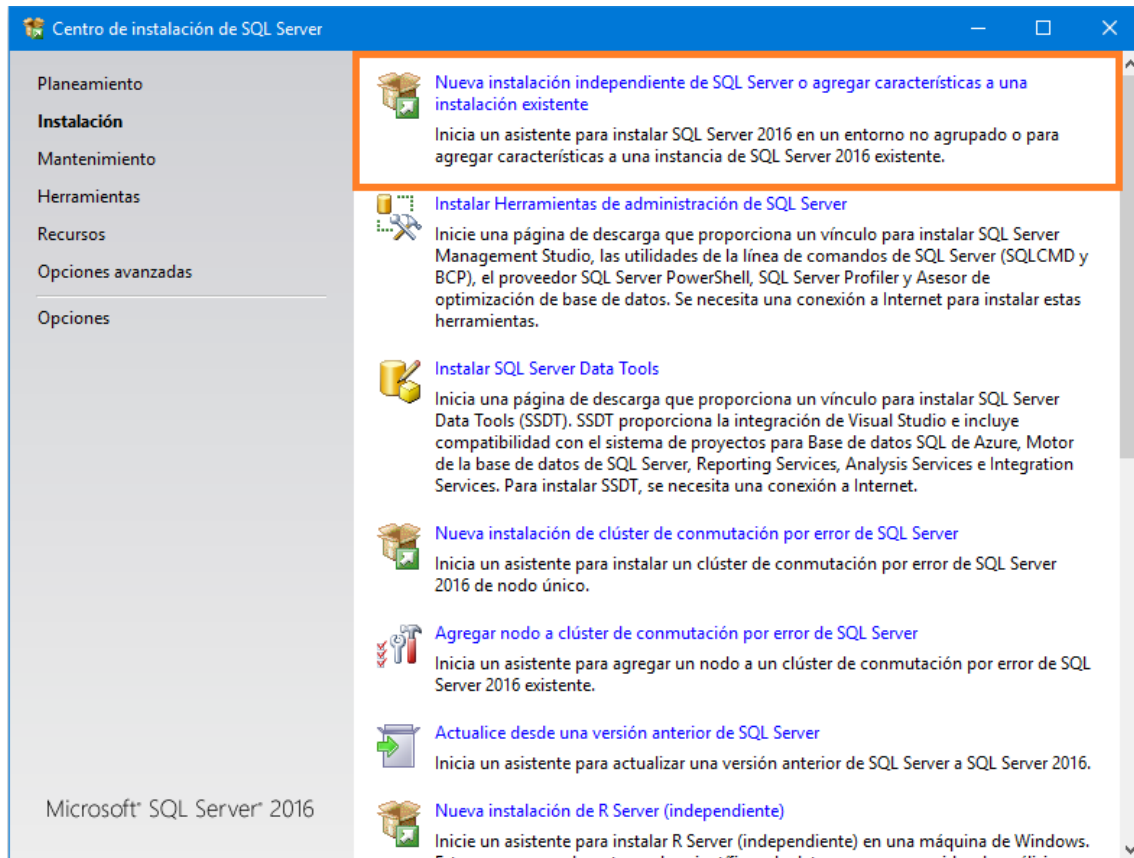 Centro de instalación de SQL Server
Planeamiento
Instalación
Mantenimiento
Herramientas
Recursos
Opciones avanzadas
Opciones
Microsoft® SQL Server® 2016
Nueva instalación independiente de SQL Server o agregar características a una
instalación existente
Inicia un asistente para instalar SQL Server 2016 en un entorno no agrupado o para
agregar características a una instancia de SQL Server 2016 existente.
Instalar Herramientas de administración de SQL Server
Inicie una página de descarga que proporciona un vínculo para instalar SQL Server
Management Studio, las utilidades de la línea de comandos de SQL Server (SQLCMD y
BCP), el proveedor SQL Server PowerShell, SQL Server Profiler y Asesor de
optimización de base de datos. Se necesita una conexión a Internet para instalar estas
herramientas.
Instalar SQL Server Data Tools
Inicia una página de descarga que proporciona un vínculo para instalar SQL Server
Data Tools (SSDT). SSDT proporciona la integración de Visual Studio e incluye
compatibilidad con el sistema de proyectos para Base de datos SQL de Azure, Motor
de la base de datos de SQL Server, Reporting Services, Analysis Services e Integration
Services. Para instalar SSDT, se necesita una conexión a Internet.
Nueva instalación de clúster de conmutación por error de SQL Server
Inicia un asistente para instalar un clúster de conmutación por error de SQL Server
2016 de nodo único.
Agregar nodo a clúster de conmutación por error de SQL Server
Inicia un asistente para agregar un nodo a un clúster de conmutación por error de SQL
Server 2016 existente.
Actualice desde una versión anterior de SQL Server
Inicia un asistente para actualizar una versión anterior de SQL Server a SQL Server 2016.
Nueva instalación de R Server (independiente)
Inicie un asistente para instalar R Server (independiente) en una máquina de Windows.